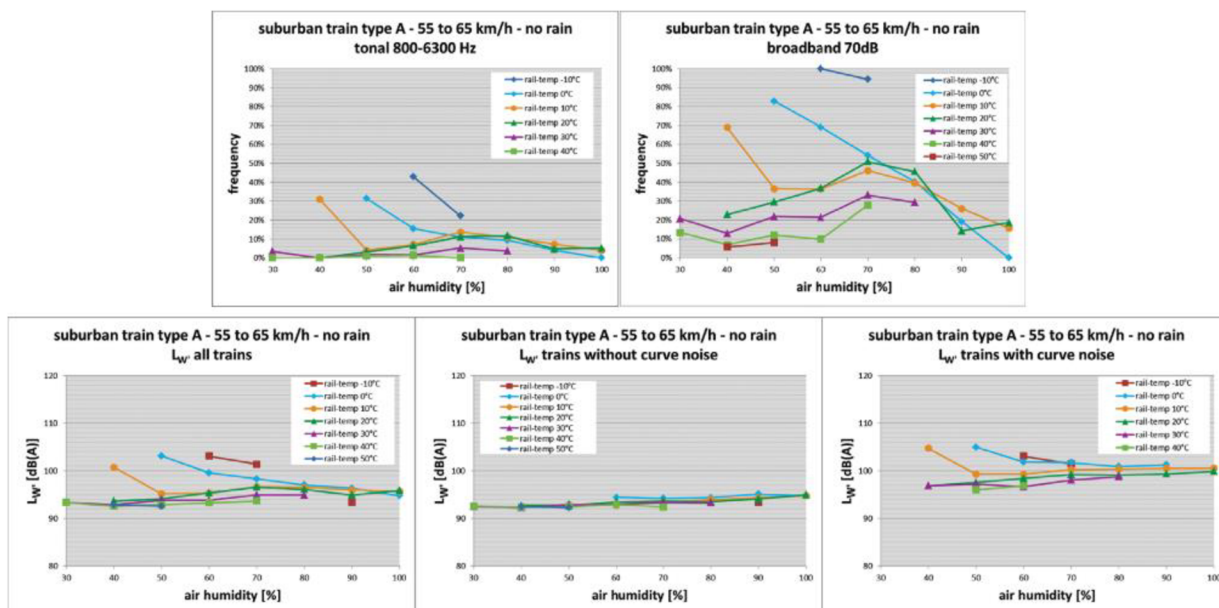 suburban train type A - 55 to 65 km/h - no rain
tonal 800-6300 Hz
100%
90%
80%
70%
60%
50%
40%
30%
20%
10%
0%
frequency
rail-temp -10°C
rail-temp 0°C
rail-temp 10°C
rail-temp 20°C
rail-temp 30°C
rail-temp 40°C
30 40 50 60 70 80 90 100
air humidity [%]
suburban train type A - 55 to 65 km/h - no rain
broadband 70dB
100%
90%
80%
70%
60%
50%
40%
30%
20%
10%
0%
frequency
rail-temp -10°C
rail-temp 0°C
rail-temp 10°C
rail-temp 20°C
rail-temp 30°C
rail-temp 40°C
rail-temp 50°C
30 40 50 60 70 80 90 100
air humidity [%]
suburban train type A - 55 to 65 km/h - no rain
LW' all trains
120
110
100
90
80
LW' [dB(A)]
rail-temp -10°C
rail-temp 0°C
rail-temp 10°C
rail-temp 20°C
rail-temp 30°C
rail-temp 40°C
rail-temp 50°C
30 40 50 60 70 80 90 100
air humidity [%]
suburban train type A - 55 to 65 km/h - no rain
LW' trains without curve noise
120
110
100
90
80
LW' [dB(A)]
rail-temp -10°C
rail-temp 0°C
rail-temp 10°C
rail-temp 20°C
rail-temp 30°C
rail-temp 40°C
rail-temp 50°C
30 40 50 60 70 80 90 100
air humidity [%]
suburban train type A - 55 to 65 km/h - no rain
LW' trains with curve noise
120
110
100
90
80
LW' [dB(A)]
rail-temp -10°C
rail-temp 0°C
rail-temp 10°C
rail-temp 20°C
rail-temp 30°C
rail-temp 40°C
30 40 50 60 70 80 90 100
air humidity [%]